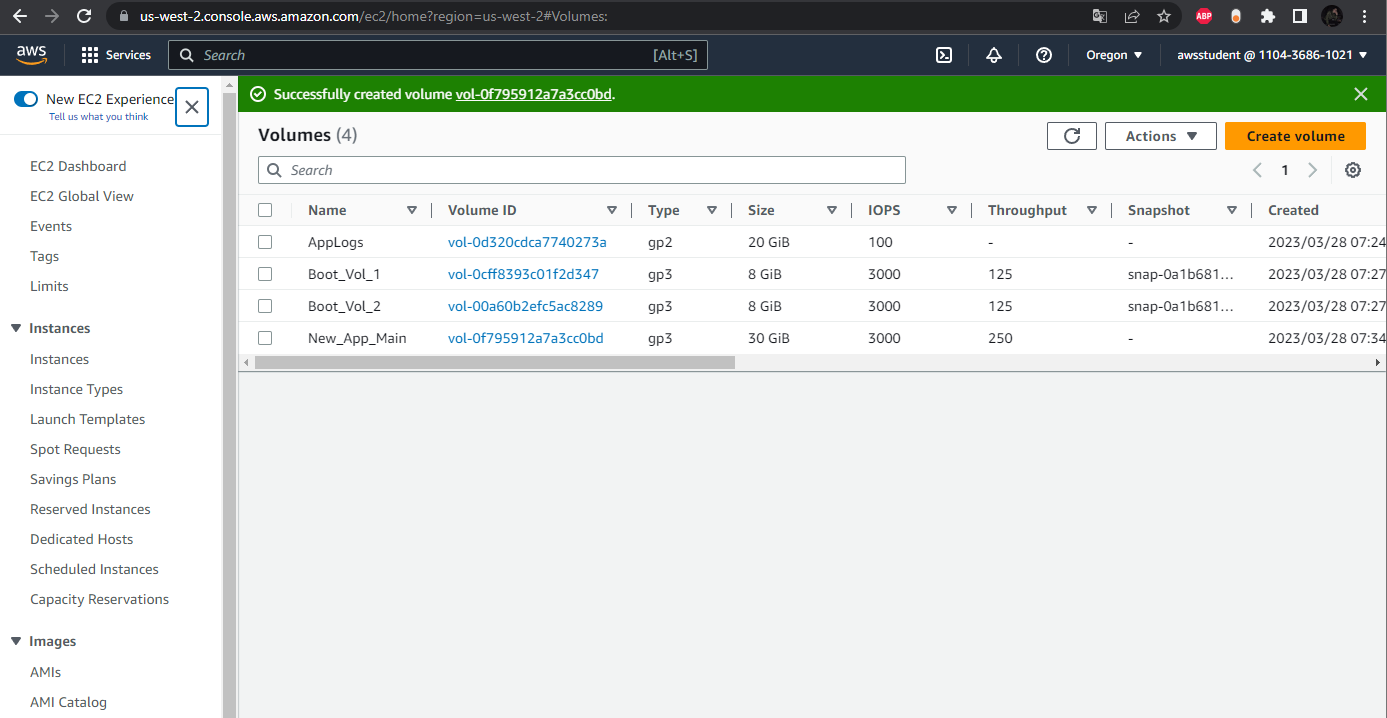 us-west-2.console.aws.amazon.com/ec2/home?region=us-west-2#Volumes:
ABP
aws Services Search [Alt+S] Oregon awsstudent @ 1104-3686-1021
New EC2 Experience
Tell us what you think
EC2 Dashboard
EC2 Global View
Events
Tags
Limits
Instances
Instances
Instance Types
Launch Templates
Spot Requests
Savings Plans
Reserved Instances
Dedicated Hosts
Scheduled Instances
Capacity Reservations
Images
AMIs
AMI Catalog
Successfully created volume vol-0f795912a7a3cc0bd.
Volumes (4) Actions Create volume
Search 1
Name Volume ID Type Size IOPS Throughput Snapshot Created
AppLogs vol-0d320cdca7740273a gp2 20 GiB 100 - - 2023/03/28 07:24
Boot_Vol_1 vol-0cff8393c01f2d347 gp3 8 GiB 3000 125 snap-0a1b681... 2023/03/28 07:27
Boot_Vol_2 vol-00a60b2efc5ac8289 gp3 8 GiB 3000 125 snap-0a1b681... 2023/03/28 07:27
New_App_Main vol-0f795912a7a3cc0bd gp3 30 GiB 3000 250 - 2023/03/28 07:34